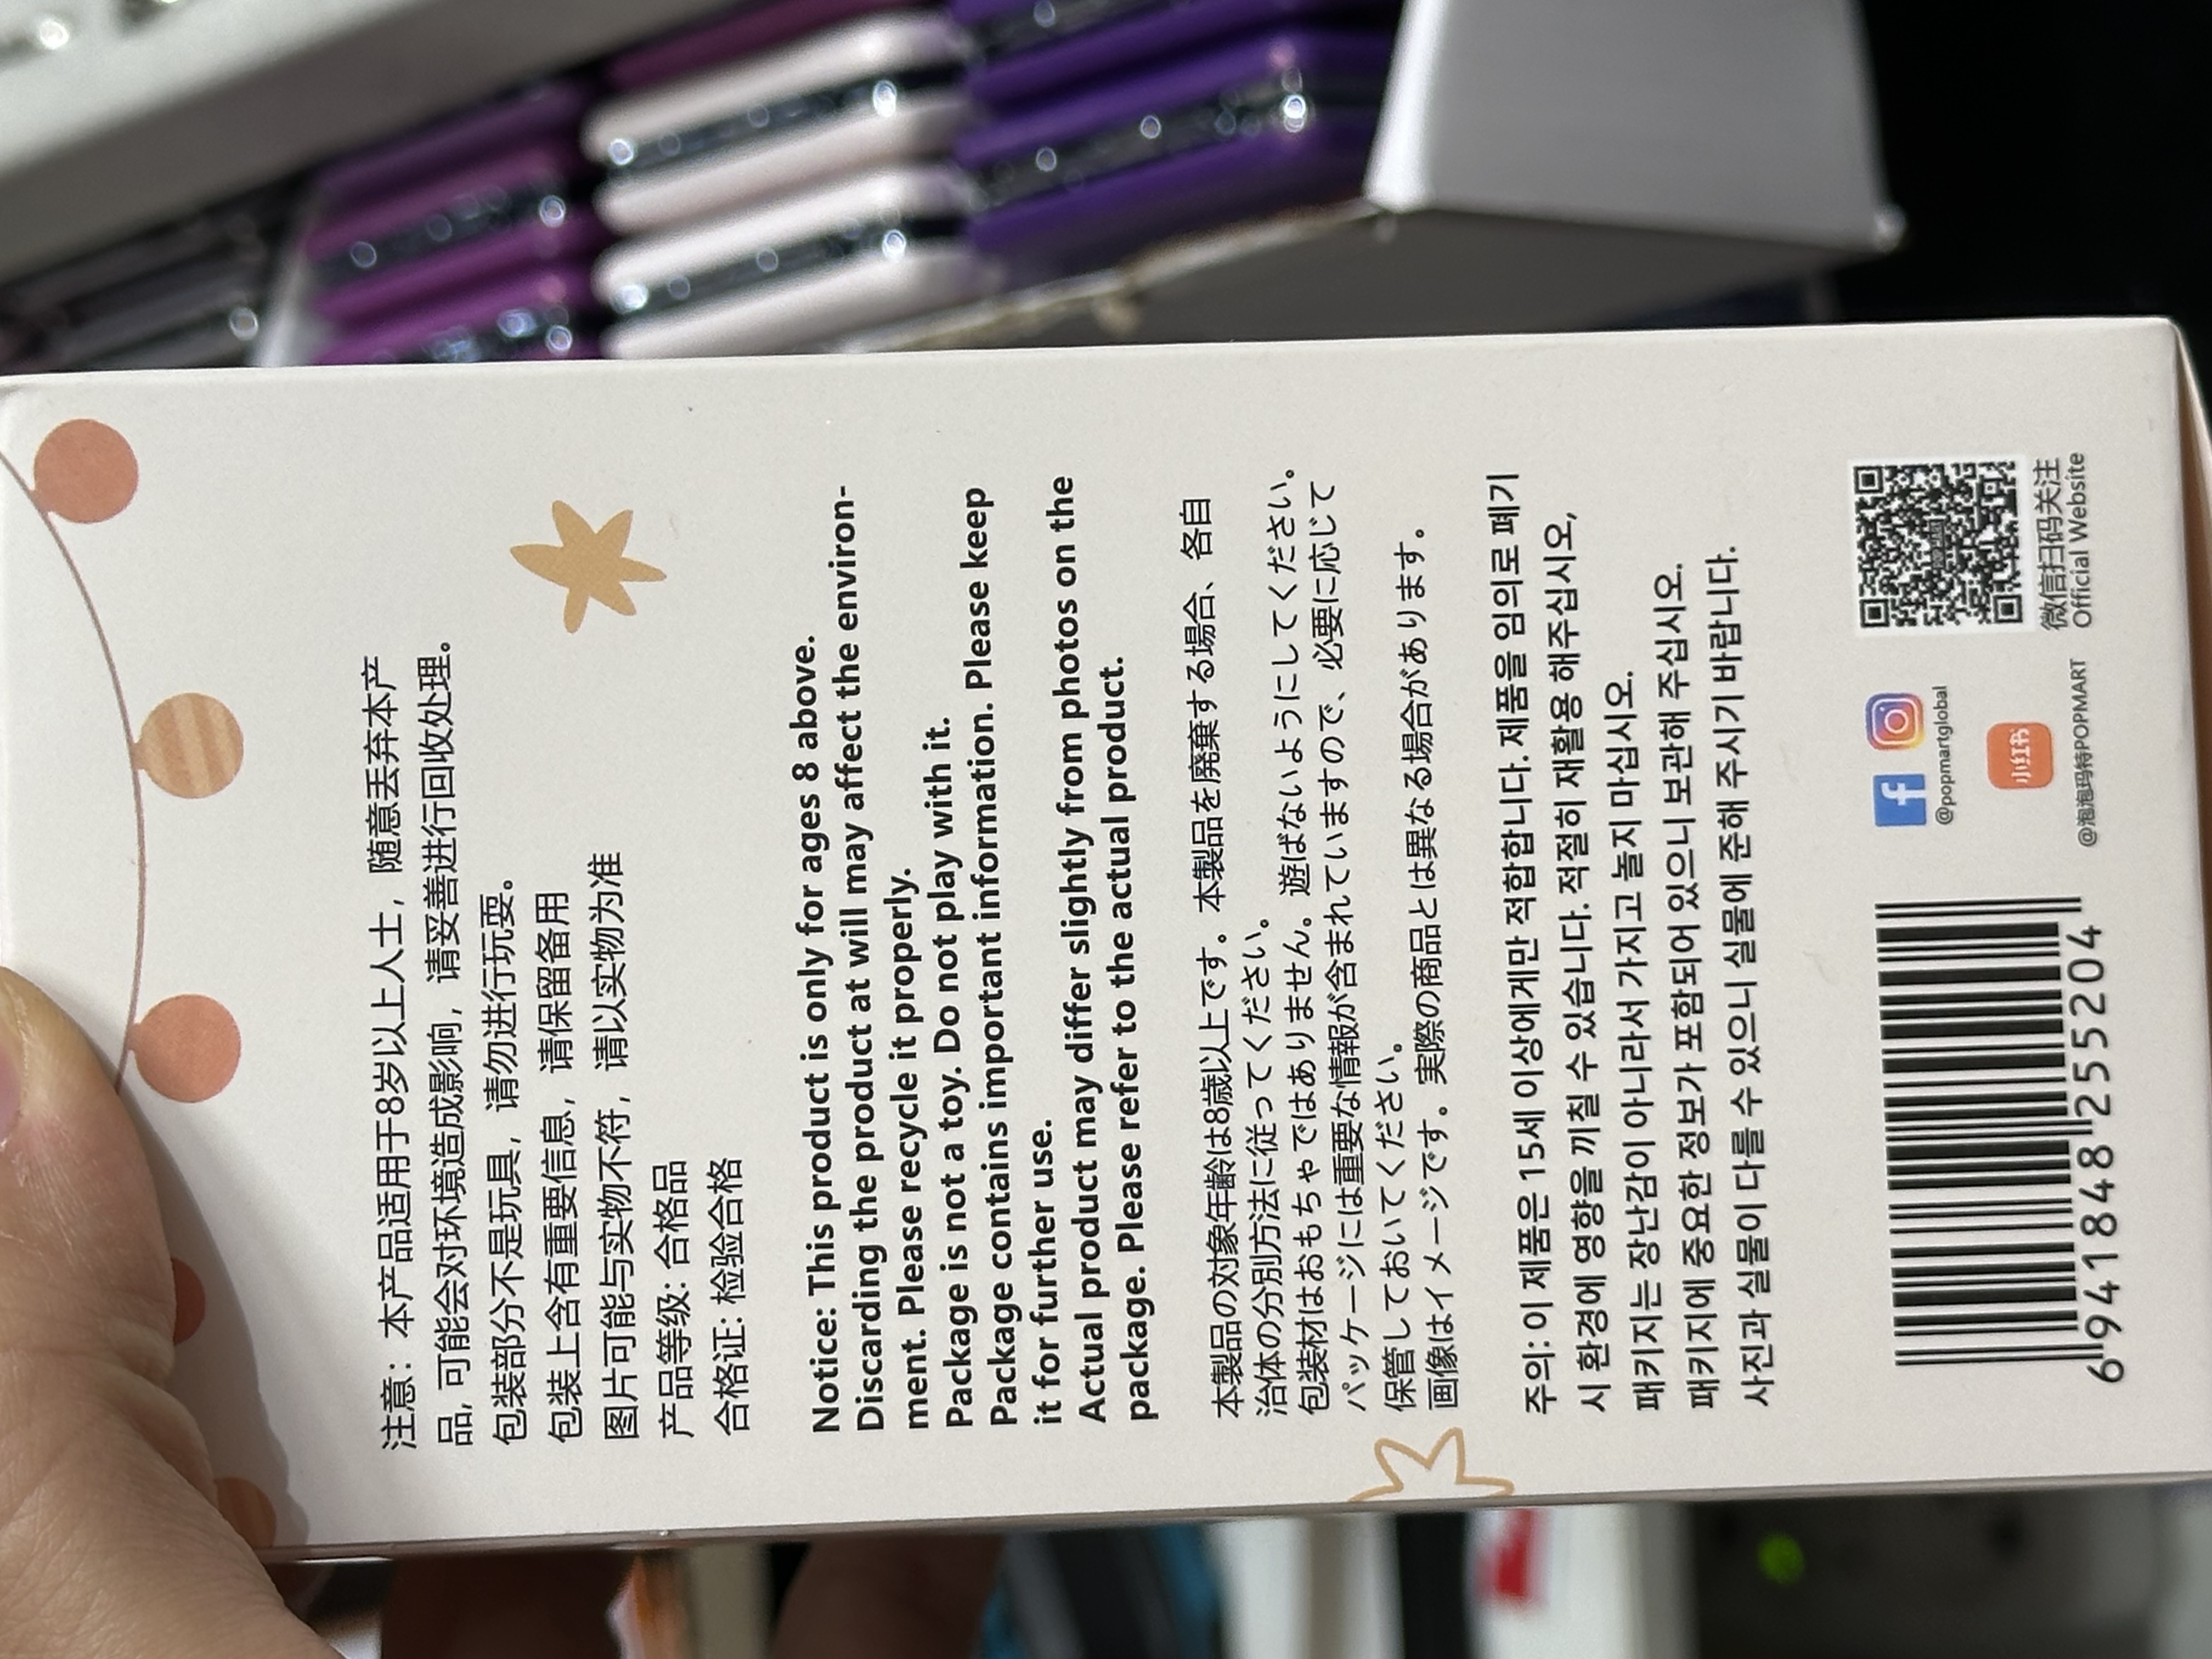 注意：本产品适用于8岁以上人士，随意丢弃本产
品，可能会对环境造成影响，请妥善进行回收处理。
包装部分不是玩具，请勿进行玩耍。
包装上含有重要信息，请保留备用
图片可能与实物不符，请以实物为准
产品等级: 合格品
合格证: 检验合格
Notice: This product is only for ages 8 above.
Discarding the product at will may affect the environ-
ment. Please recycle it properly.
Package is not a toy. Do not play with it.
Package contains important information. Please keep
it for further use.
Actual product may differ slightly from photos on the
package. Please refer to the actual product.
本製品の対象年齢は8歳以上です。本製品を廃棄する場合、各自
治体の分別方法に従ってください。
包装材はおもちゃではありません。遊ばないようにしてください。
パッケージには重要な情報が含まれていますので、必要に応じて
保管しておいてください。
画像はイメージです。実際の商品とは異なる場合があります。
주의: 이 제품은 15세 이상에게만 적합합니다. 제품을 임의로 폐기
시 환경에 영향을 끼칠 수 있습니다. 적절히 재활용 해주십시오,
패키지는 장난감이 아니라서 가지고 놀지 마십시오.
패키지에 중요한 정보가 포함되어 있으니 보관해 주십시오.
사진과 실물이 다를 수 있으니 실물에 준해 주시기 바랍니다.
6941848255204
@popmartglobal
小红书
@泡泡玛特POPMART
微信扫码关注
Official Website